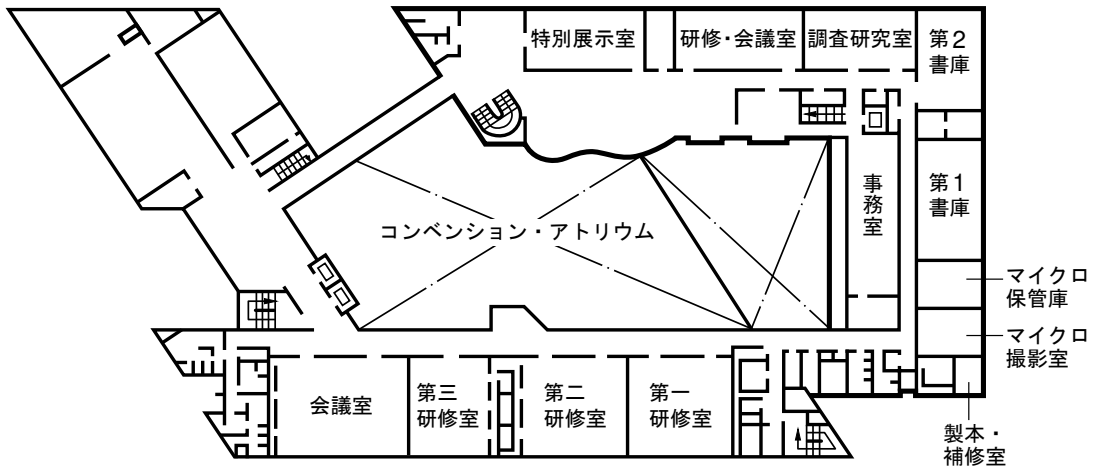 特別展示室
研修・会議室
調査研究室
第2
書庫
コンベンション・アトリウム
事務室
第1
書庫
マイクロ
保管庫
マイクロ
撮影室
会議室
第三
研修室
第二
研修室
第一
研修室
製本・
補修室